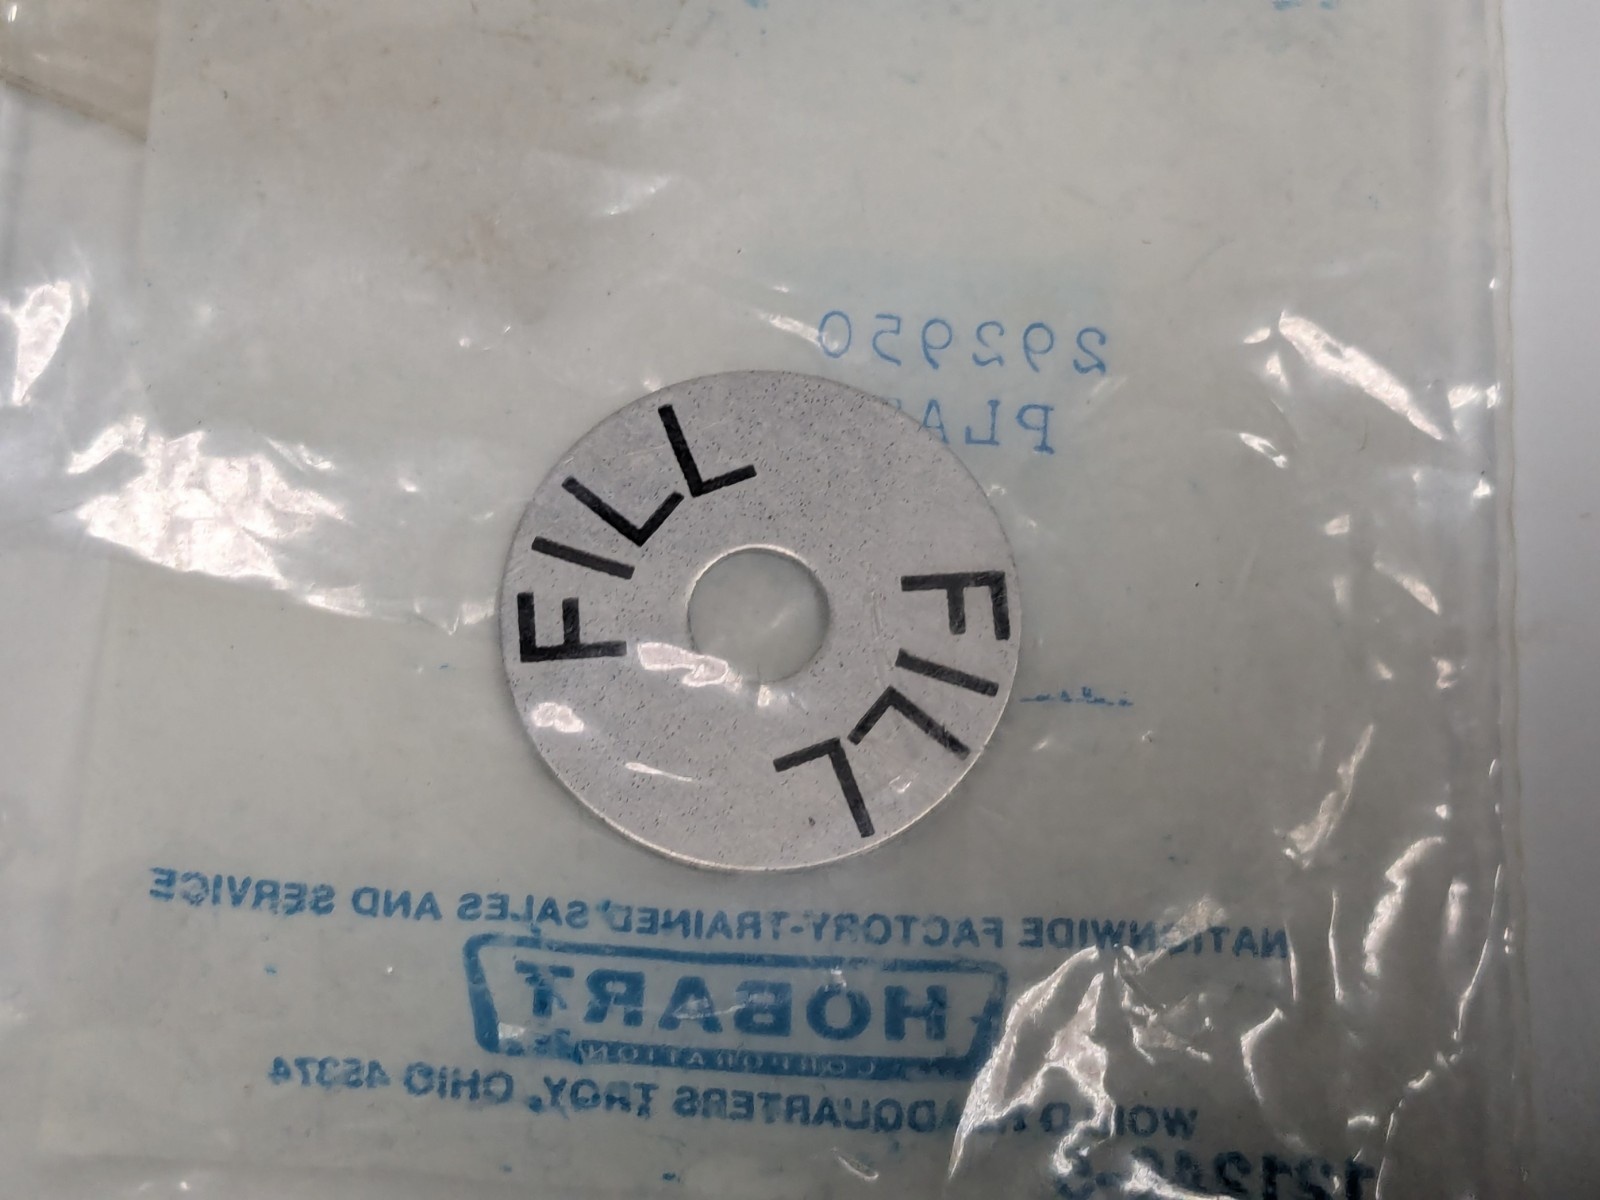 292950
FILL
FILL
NATIONWIDE FACTORY-TRAINED SALES AND SERVICE
HOBART
CORPORATION
WORLD HEADQUARTERS TROY, OHIO 45374